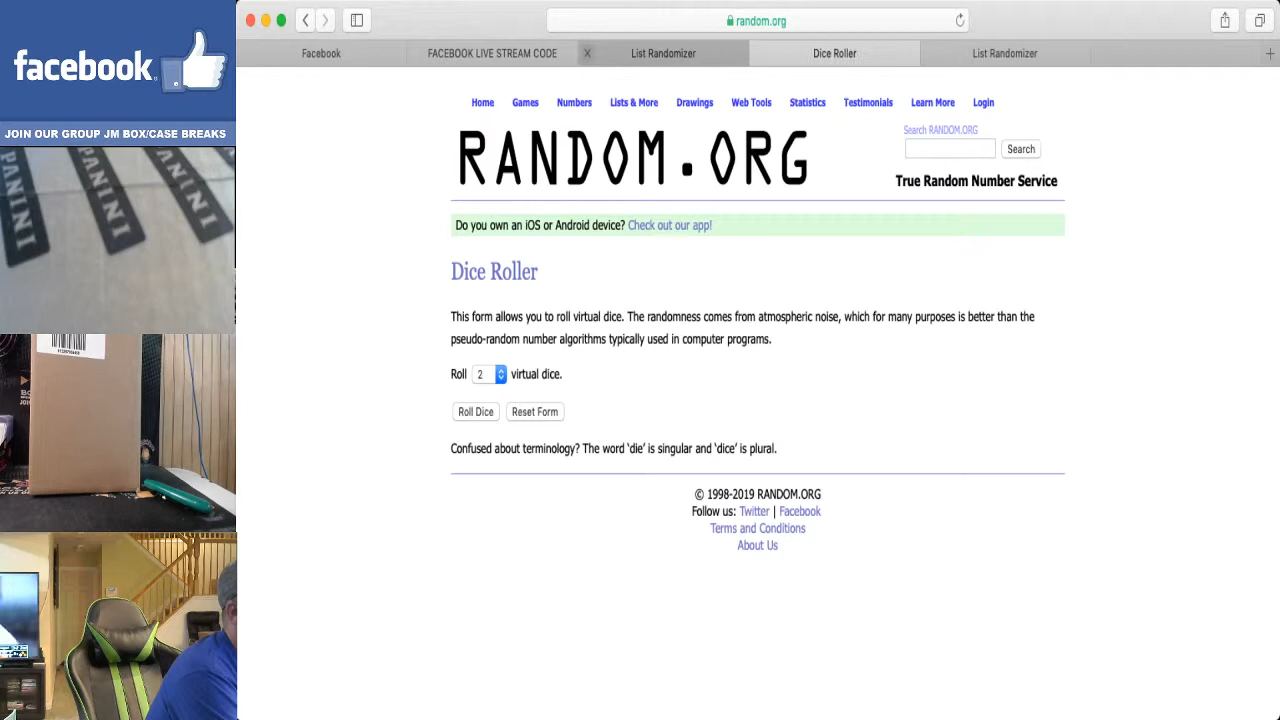 facebook
JOIN OUR GROUP JM BOX/CASE BREAKS
PANINI PANINI PANINI
random.org
Facebook FACEBOOK LIVE STREAM CODE List Randomizer Dice Roller List Randomizer
Home Games Numbers Lists & More Drawings Web Tools Statistics Testimonials Learn More Login
RANDOM.ORG
Search RANDOM.ORG
Search
True Random Number Service
Do you own an iOS or Android device? Check out our app!
Dice Roller
This form allows you to roll virtual dice. The randomness comes from atmospheric noise, which for many purposes is better than the
pseudo-random number algorithms typically used in computer programs.
Roll 2 virtual dice.
Roll Dice Reset Form
Confused about terminology? The word ‘die’ is singular and ‘dice’ is plural.
© 1998-2019 RANDOM.ORG
Follow us: Twitter | Facebook
Terms and Conditions
About Us